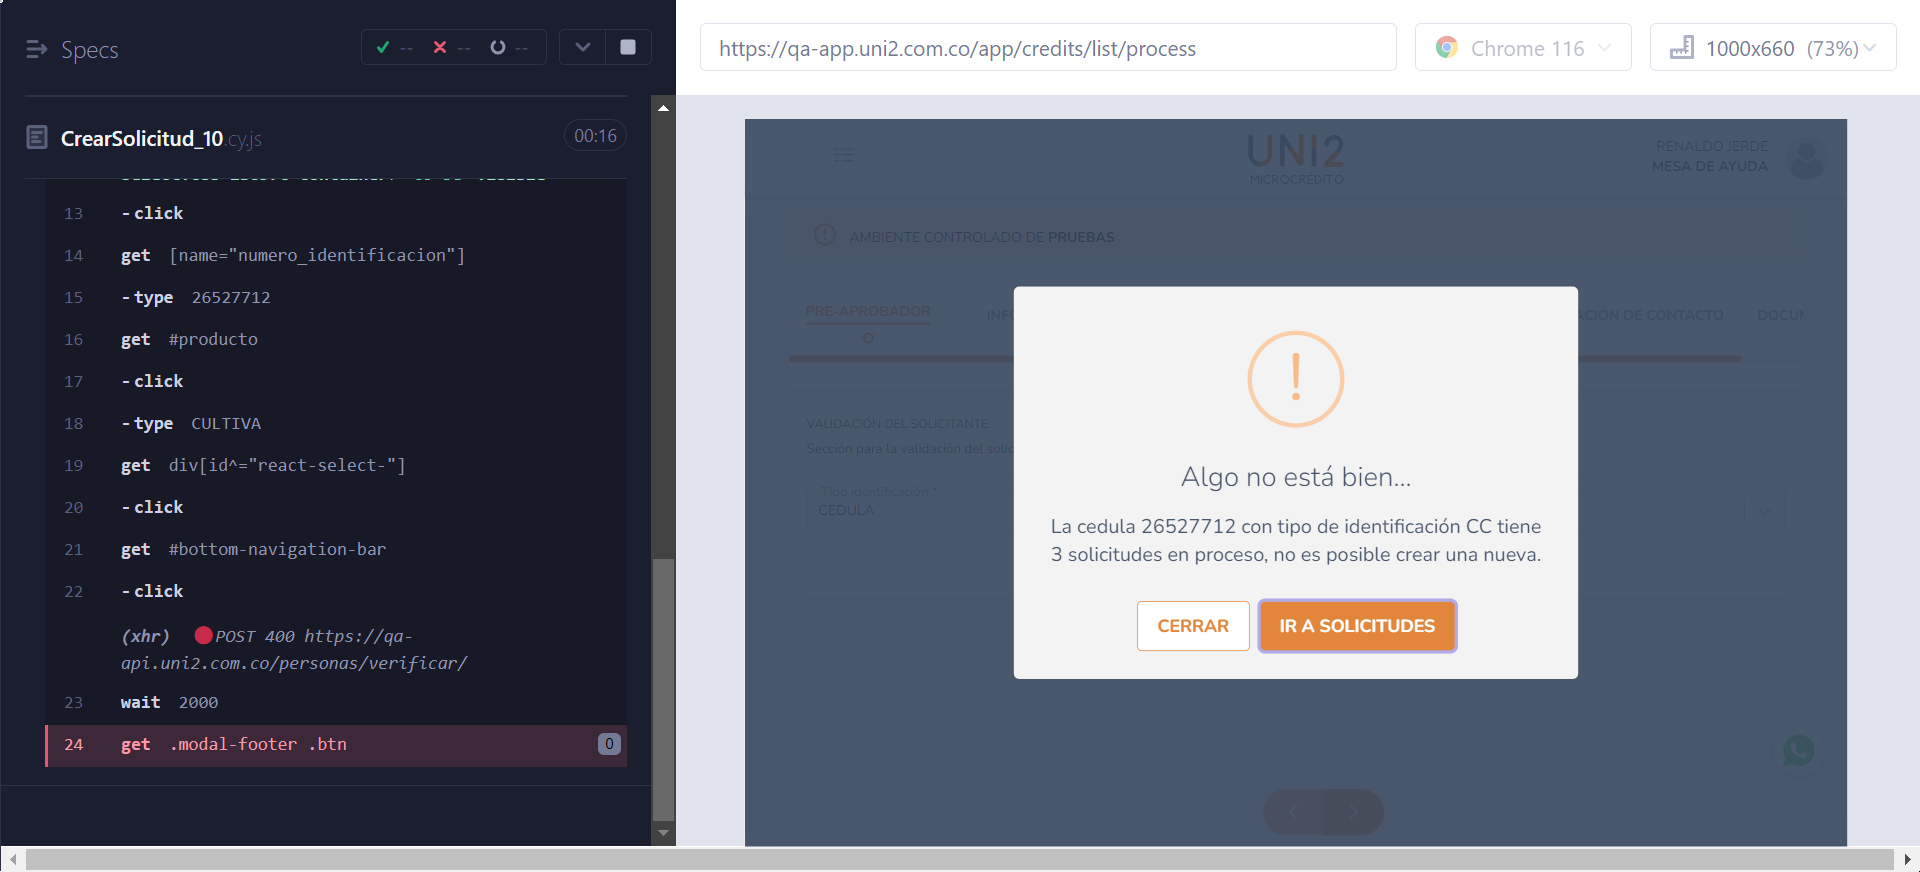 Specs
-- -- --
CrearSolicitud_10.cy.js
00:16
13 -click
14 get [name="numero_identificacion"]
15 -type 26527712
16 get #producto
17 -click
18 -type CULTIVA
19 get div[id^="react-select-"]
20 -click
21 get #bottom-navigation-bar
22 -click
(xhr) POST 400 https://qa-
api.uni2.com.co/personas/verificar/
23 wait 2000
24 get .modal-footer .btn 0
https://qa-app.uni2.com.co/app/credits/list/process
Chrome 116
1000x660 (73%)
UNI2
MICROCRÉDITO
RENALDO JERDE
MESA DE AYUDA
AMBIENTE CONTROLADO DE PRUEBAS
PRE-APROBADOR
INFO
ACIÓN DE CONTACTO
DOCUM
VALIDACIÓN DEL SOLICITANTE
Sección para la validación del solic
Tipo identificación *
CEDULA
!
Algo no está bien...
La cedula 26527712 con tipo de identificación CC tiene
3 solicitudes en proceso, no es posible crear una nueva.
CERRAR
IR A SOLICITUDES